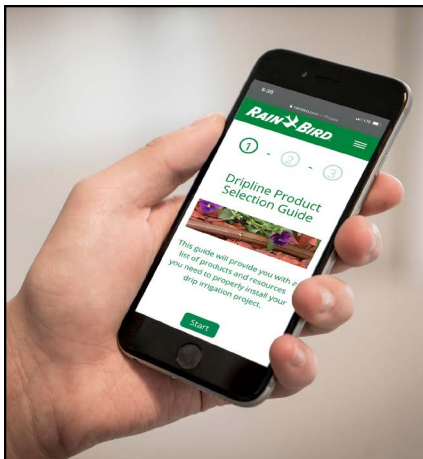 RAIN BIRD
1 - 2 - 3
Dripline Product
Selection Guide
This guide will provide you with a
list of products and resources
you need to properly install your
drip irrigation project.
Start